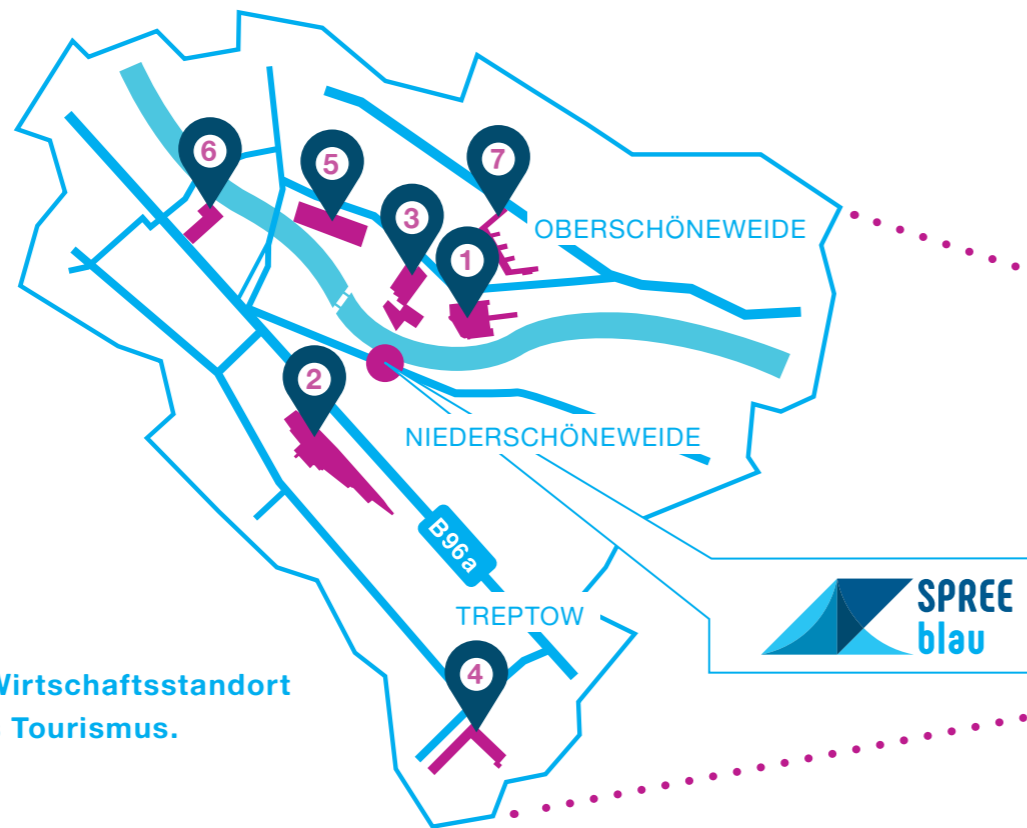 6
5
7
3
OBERSCHÖNEWEIDE
1
2
NIEDERSCHÖNEWEIDE
B96a
SPREE
blau
TREPTOW
4
Wirtschaftsstandort
Tourismus.